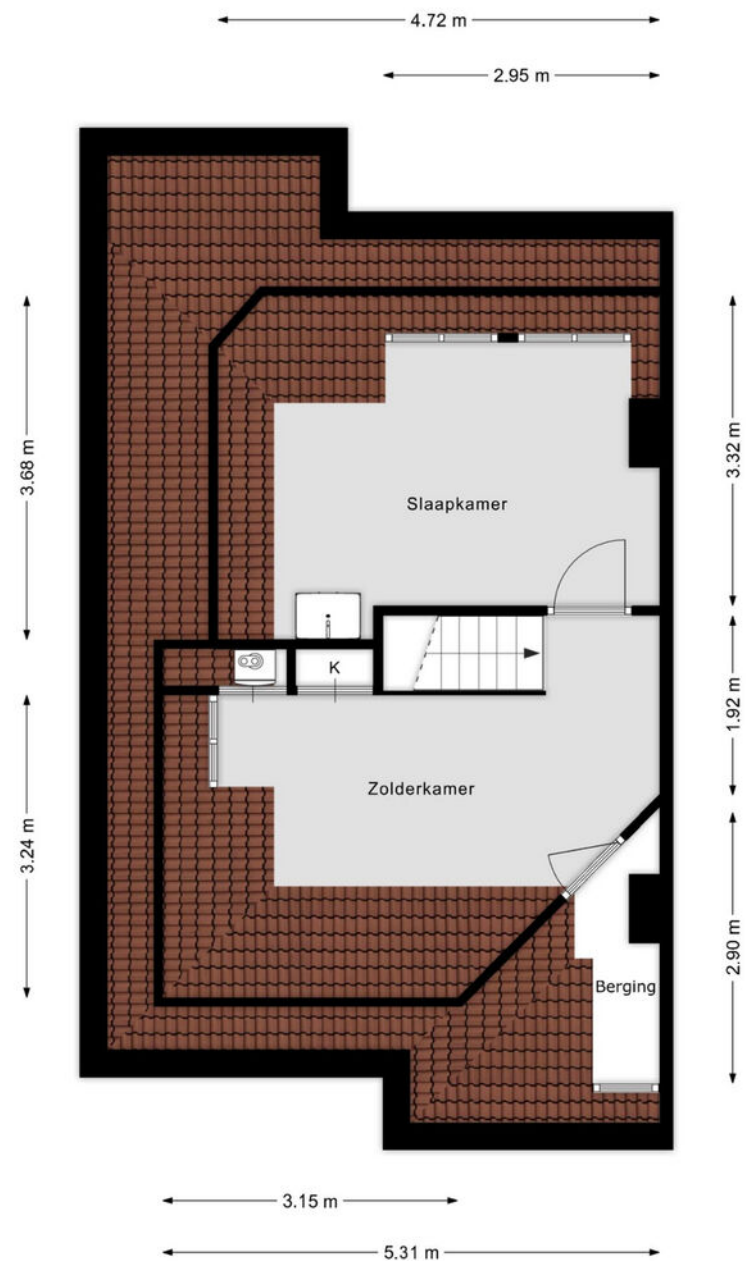 4.72 m
2.95 m
3.68 m
3.32 m
Slaapkamer
K
1.92 m
Zolderkamer
3.24 m
2.90 m
Berging
3.15 m
5.31 m